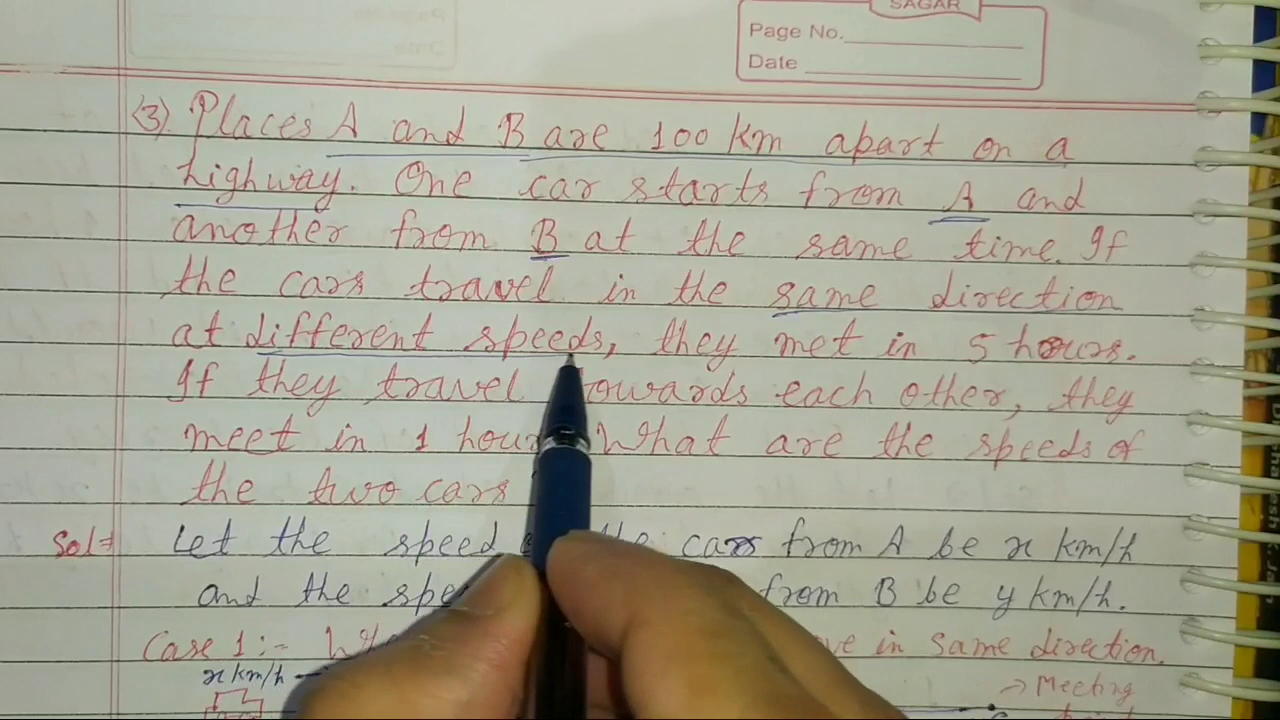 SAGAR
Page No.
Date
(3) Places A and B are 100 km apart on a
highway. One car starts from A and
another from B at the same time. If
the cars travel in the same direction
at different speeds, they met in 5 hours.
If they travel towards each other, they
meet in 1 hour What are the speeds of
the two cars
Sol= Let the speed the cars from A be x km/h
and the from B be y km/h.
Case 1:- in same direction.
x km/h
→ Meeting